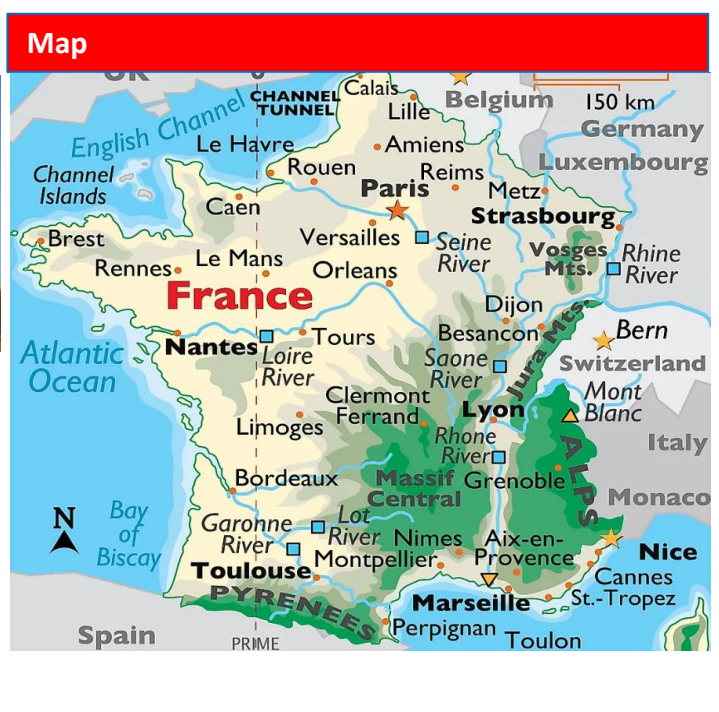 Map
UK
0
Calais
CHANNEL
TUNNEL
Belgium
150 km
English Channel
Lille
Germany
Le Havre
Amiens
Luxembourg
Channel
Islands
Rouen
Reims
Paris
Metz
Caen
Strasbourg
Brest
Versailles
Seine
River
Vosges
Mts.
Rhine
River
Rennes
Le Mans
Orleans
France
Dijon
Nantes
Tours
Besancon
Jura Mts.
Bern
Atlantic
Ocean
Loire
River
Saone
River
Switzerland
Clermont
Ferrand
Lyon
Mont
Blanc
Limoges
Rhone
River
ALPS
Italy
Bordeaux
Massif
Central
Grenoble
Monaco
N
Bay
of
Biscay
Garonne
River
Lot
River
Nimes
Aix-en-
Provence
Nice
Toulouse
Montpellier
Cannes
PYRENEES
Marseille
St.-Tropez
Spain
PRIME
Perpignan
Toulon